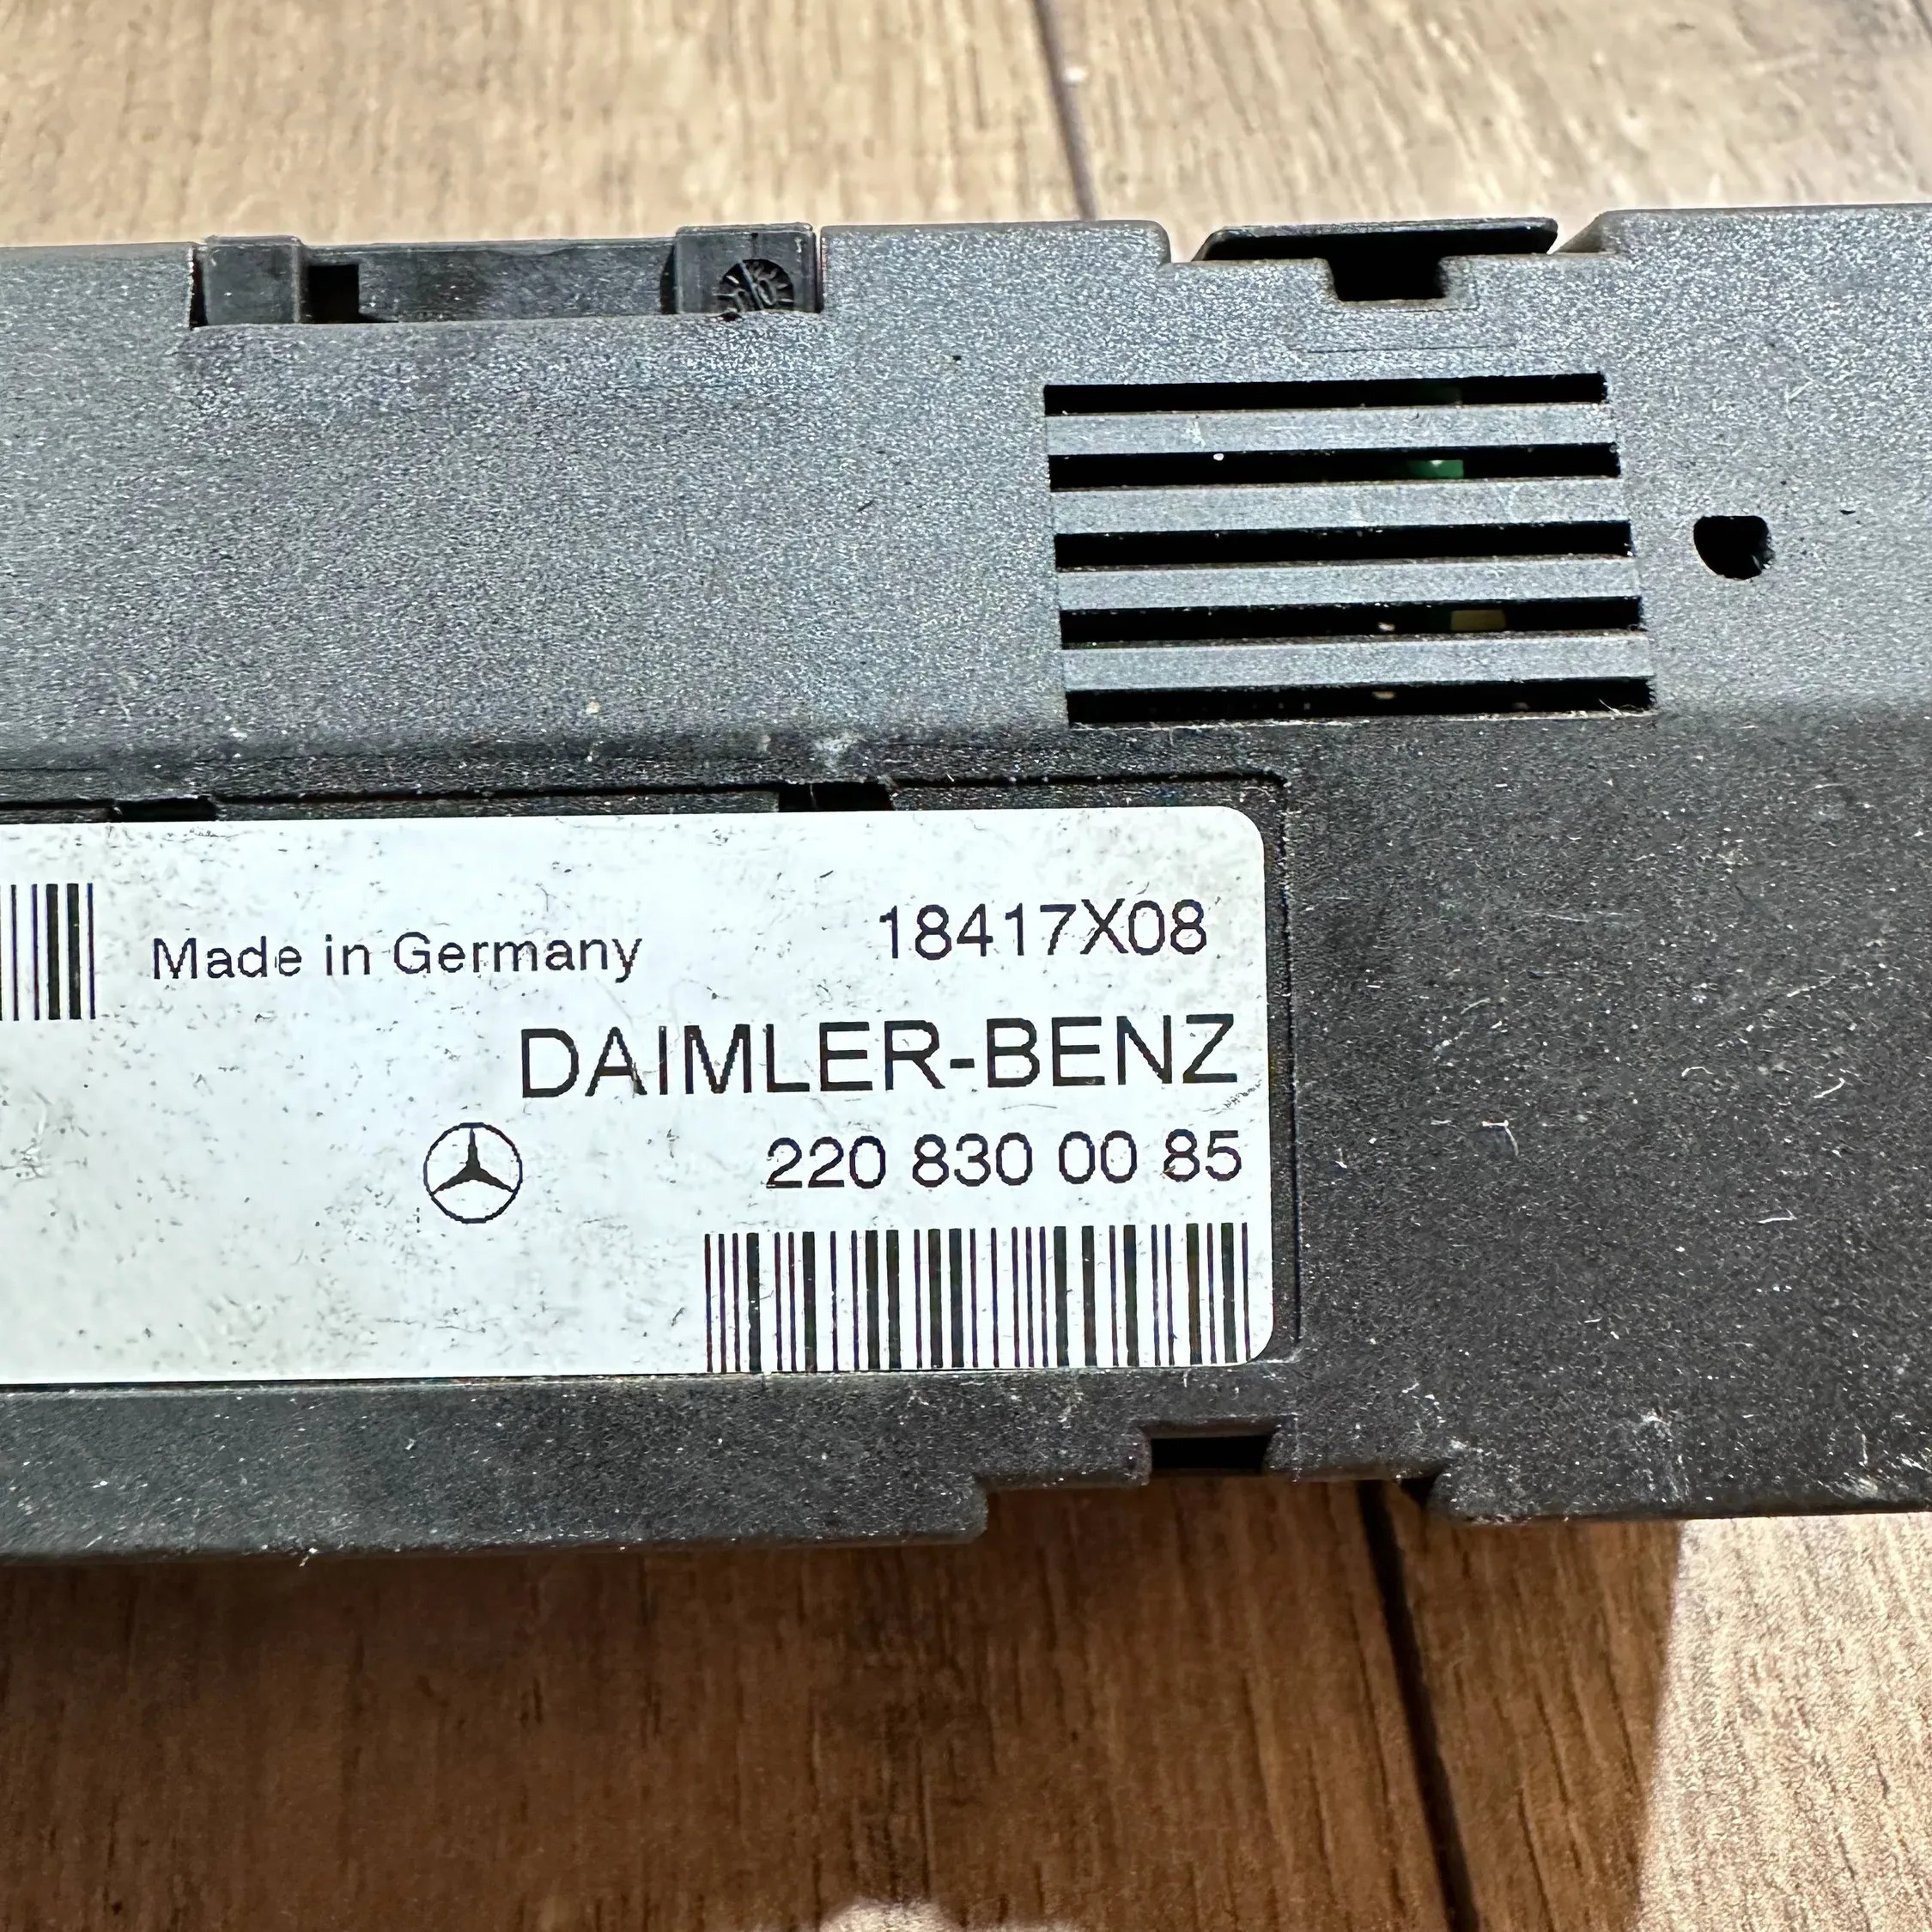 Made in Germany 18417X08
DAIMLER-BENZ
220 830 00 85